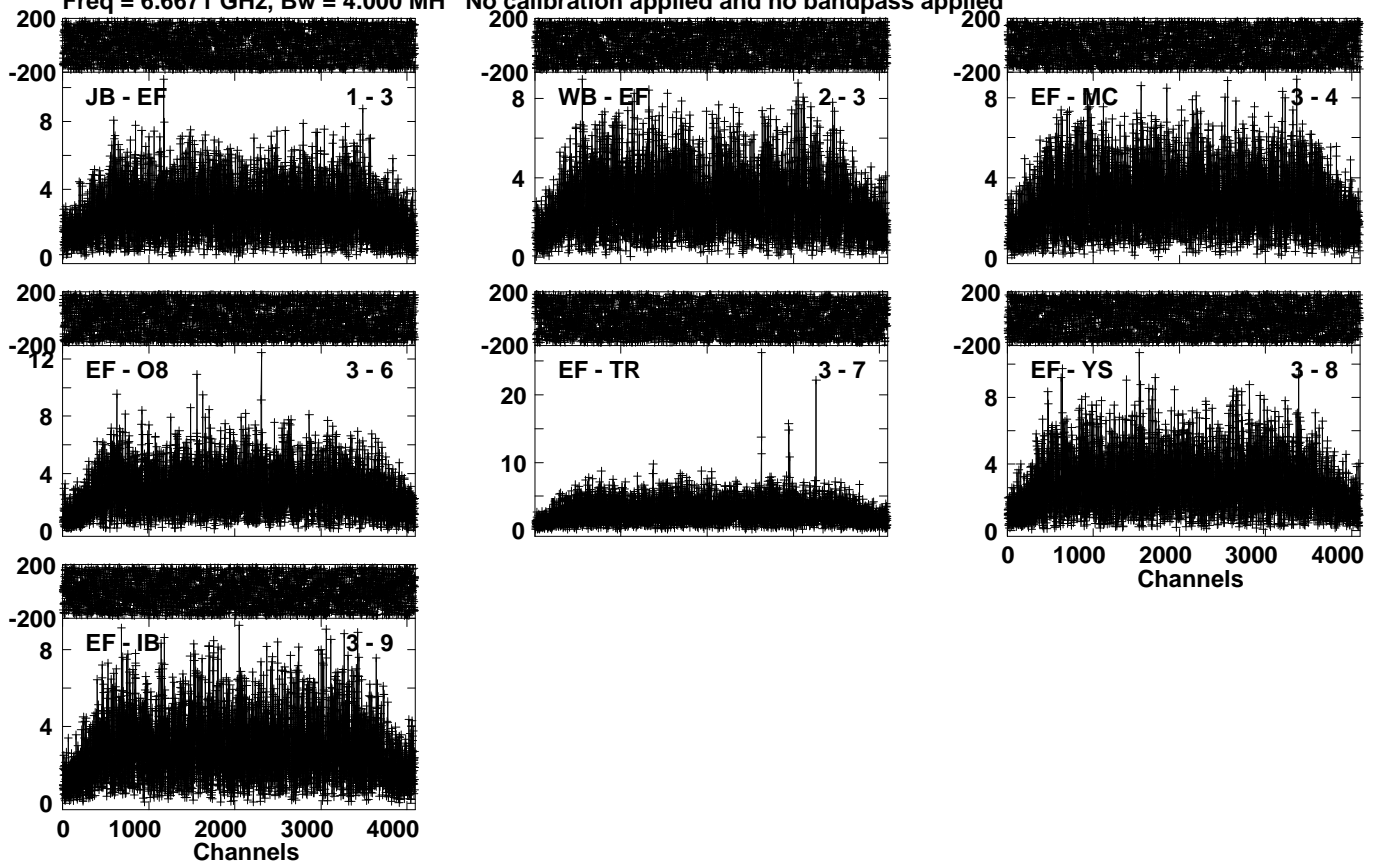 Freq = 6.6671 GHz, Bw = 4.000 MH No calibration applied and no bandpass applied
200 200 200
-200 -200 -200
JB - EF 1 - 3 WB - EF 2 - 3 EF - MC 3 - 4
8 8 8
4 4 4
0 0 0
200 200 200
-200 -200 -200
12
EF - O8 3 - 6 EF - TR 3 - 7 EF - YS 3 - 8
8 20 8
4 10 4
0 0 0
0 1000 2000 3000 4000
Channels
200
-200
EF - IB 3 - 9
8
4
0
0 1000 2000 3000 4000
Channels